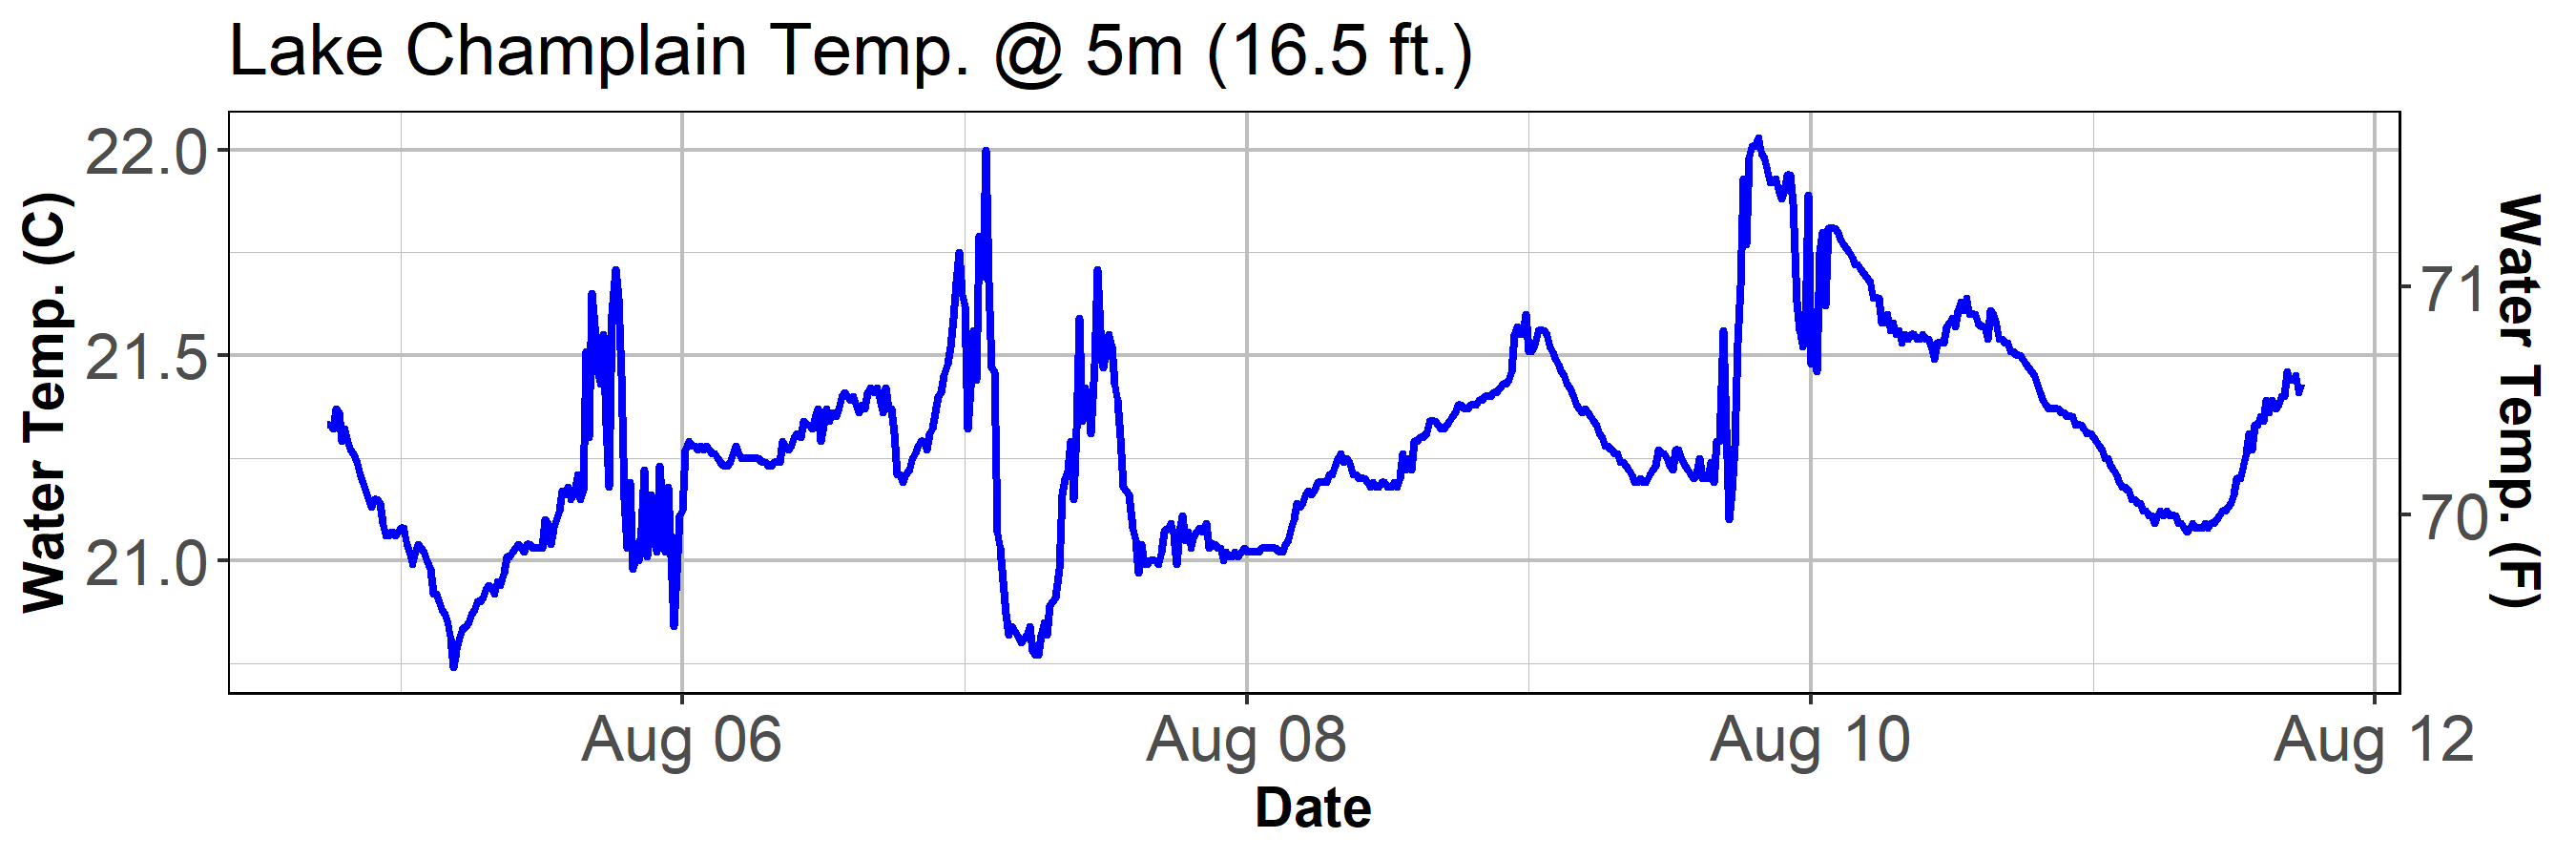 Lake Champlain Temp. @ 5m (16.5 ft.)
22.0
21.5
21.0
Water Temp. (C)
71
70
Water Temp. (F)
Aug 06
Aug 08
Aug 10
Aug 12
Date